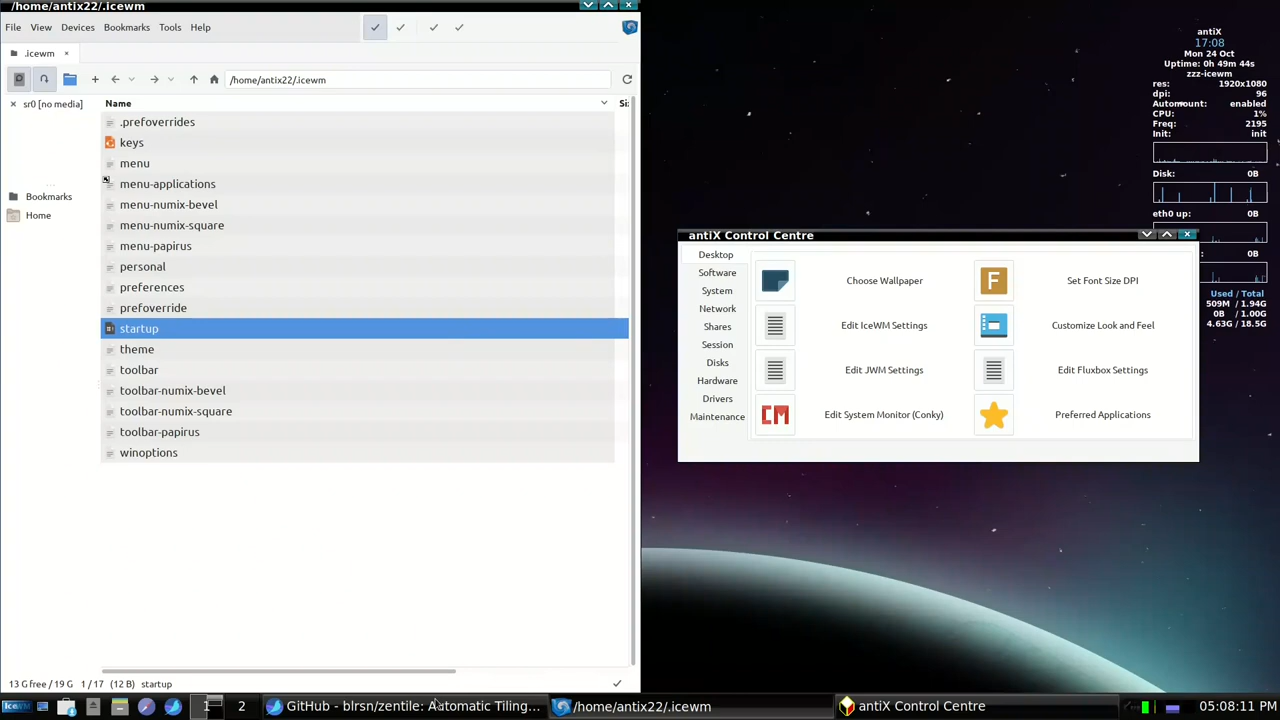 /home/antix22/.icewm
File View Devices Bookmarks Tools Help
.icewm
/home/antix22/.icewm
sr0 [no media]
Bookmarks
Home
Name
.prefoverrides
keys
menu
menu-applications
menu-numix-bevel
menu-numix-square
menu-papirus
personal
preferences
prefoverride
startup
theme
toolbar
toolbar-numix-bevel
toolbar-numix-square
toolbar-papirus
winoptions
13 G free / 19 G 1 / 17 (12 B) startup
antiX Control Centre
Desktop
Software
System
Network
Shares
Session
Disks
Hardware
Drivers
Maintenance
Choose Wallpaper
Set Font Size DPI
Edit IceWM Settings
Customize Look and Feel
Edit JWM Settings
Edit Fluxbox Settings
Edit System Monitor (Conky)
Preferred Applications
antiX
17:08
Mon 24 Oct
Uptime: 0h 49m 44s
zzz-icewm
res: 1920x1080
dpi: 96
Automount: enabled
CPU: 1%
Freq: 2195
Init: init
Disk: 0B
eth0 up: 0B
0B
Used / Total
509M / 1.94G
0B / 1.00G
4.63G / 18.5G
IceWM 1 2 GitHub - blrsn/zentile: Automatic Tiling... /home/antix22/.icewm antiX Control Centre 05:08:11 PM